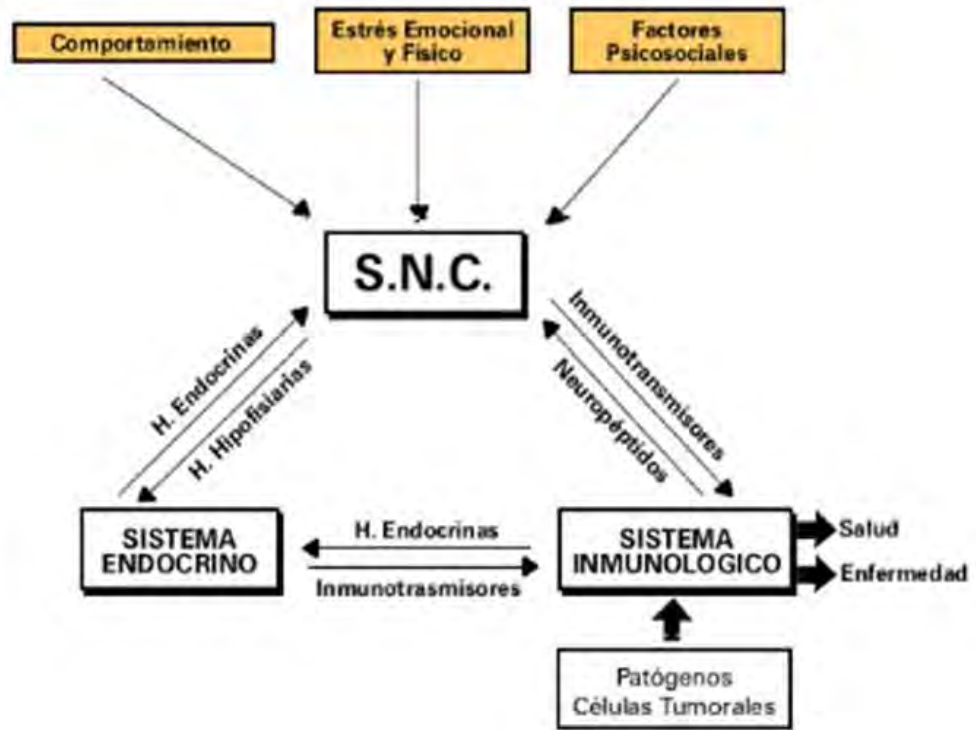 Comportamiento
Estrés Emocional
y Físico
Factores
Psicosociales
S.N.C.
H. Endocrinas
H. Hipofisiarias
Inmunotransmisores
Neuropéptidos
SISTEMA
ENDOCRINO
H. Endocrinas
Inmunotrasmisores
SISTEMA
INMUNOLOGICO
Salud
Enfermedad
Patógenos
Células Tumorales